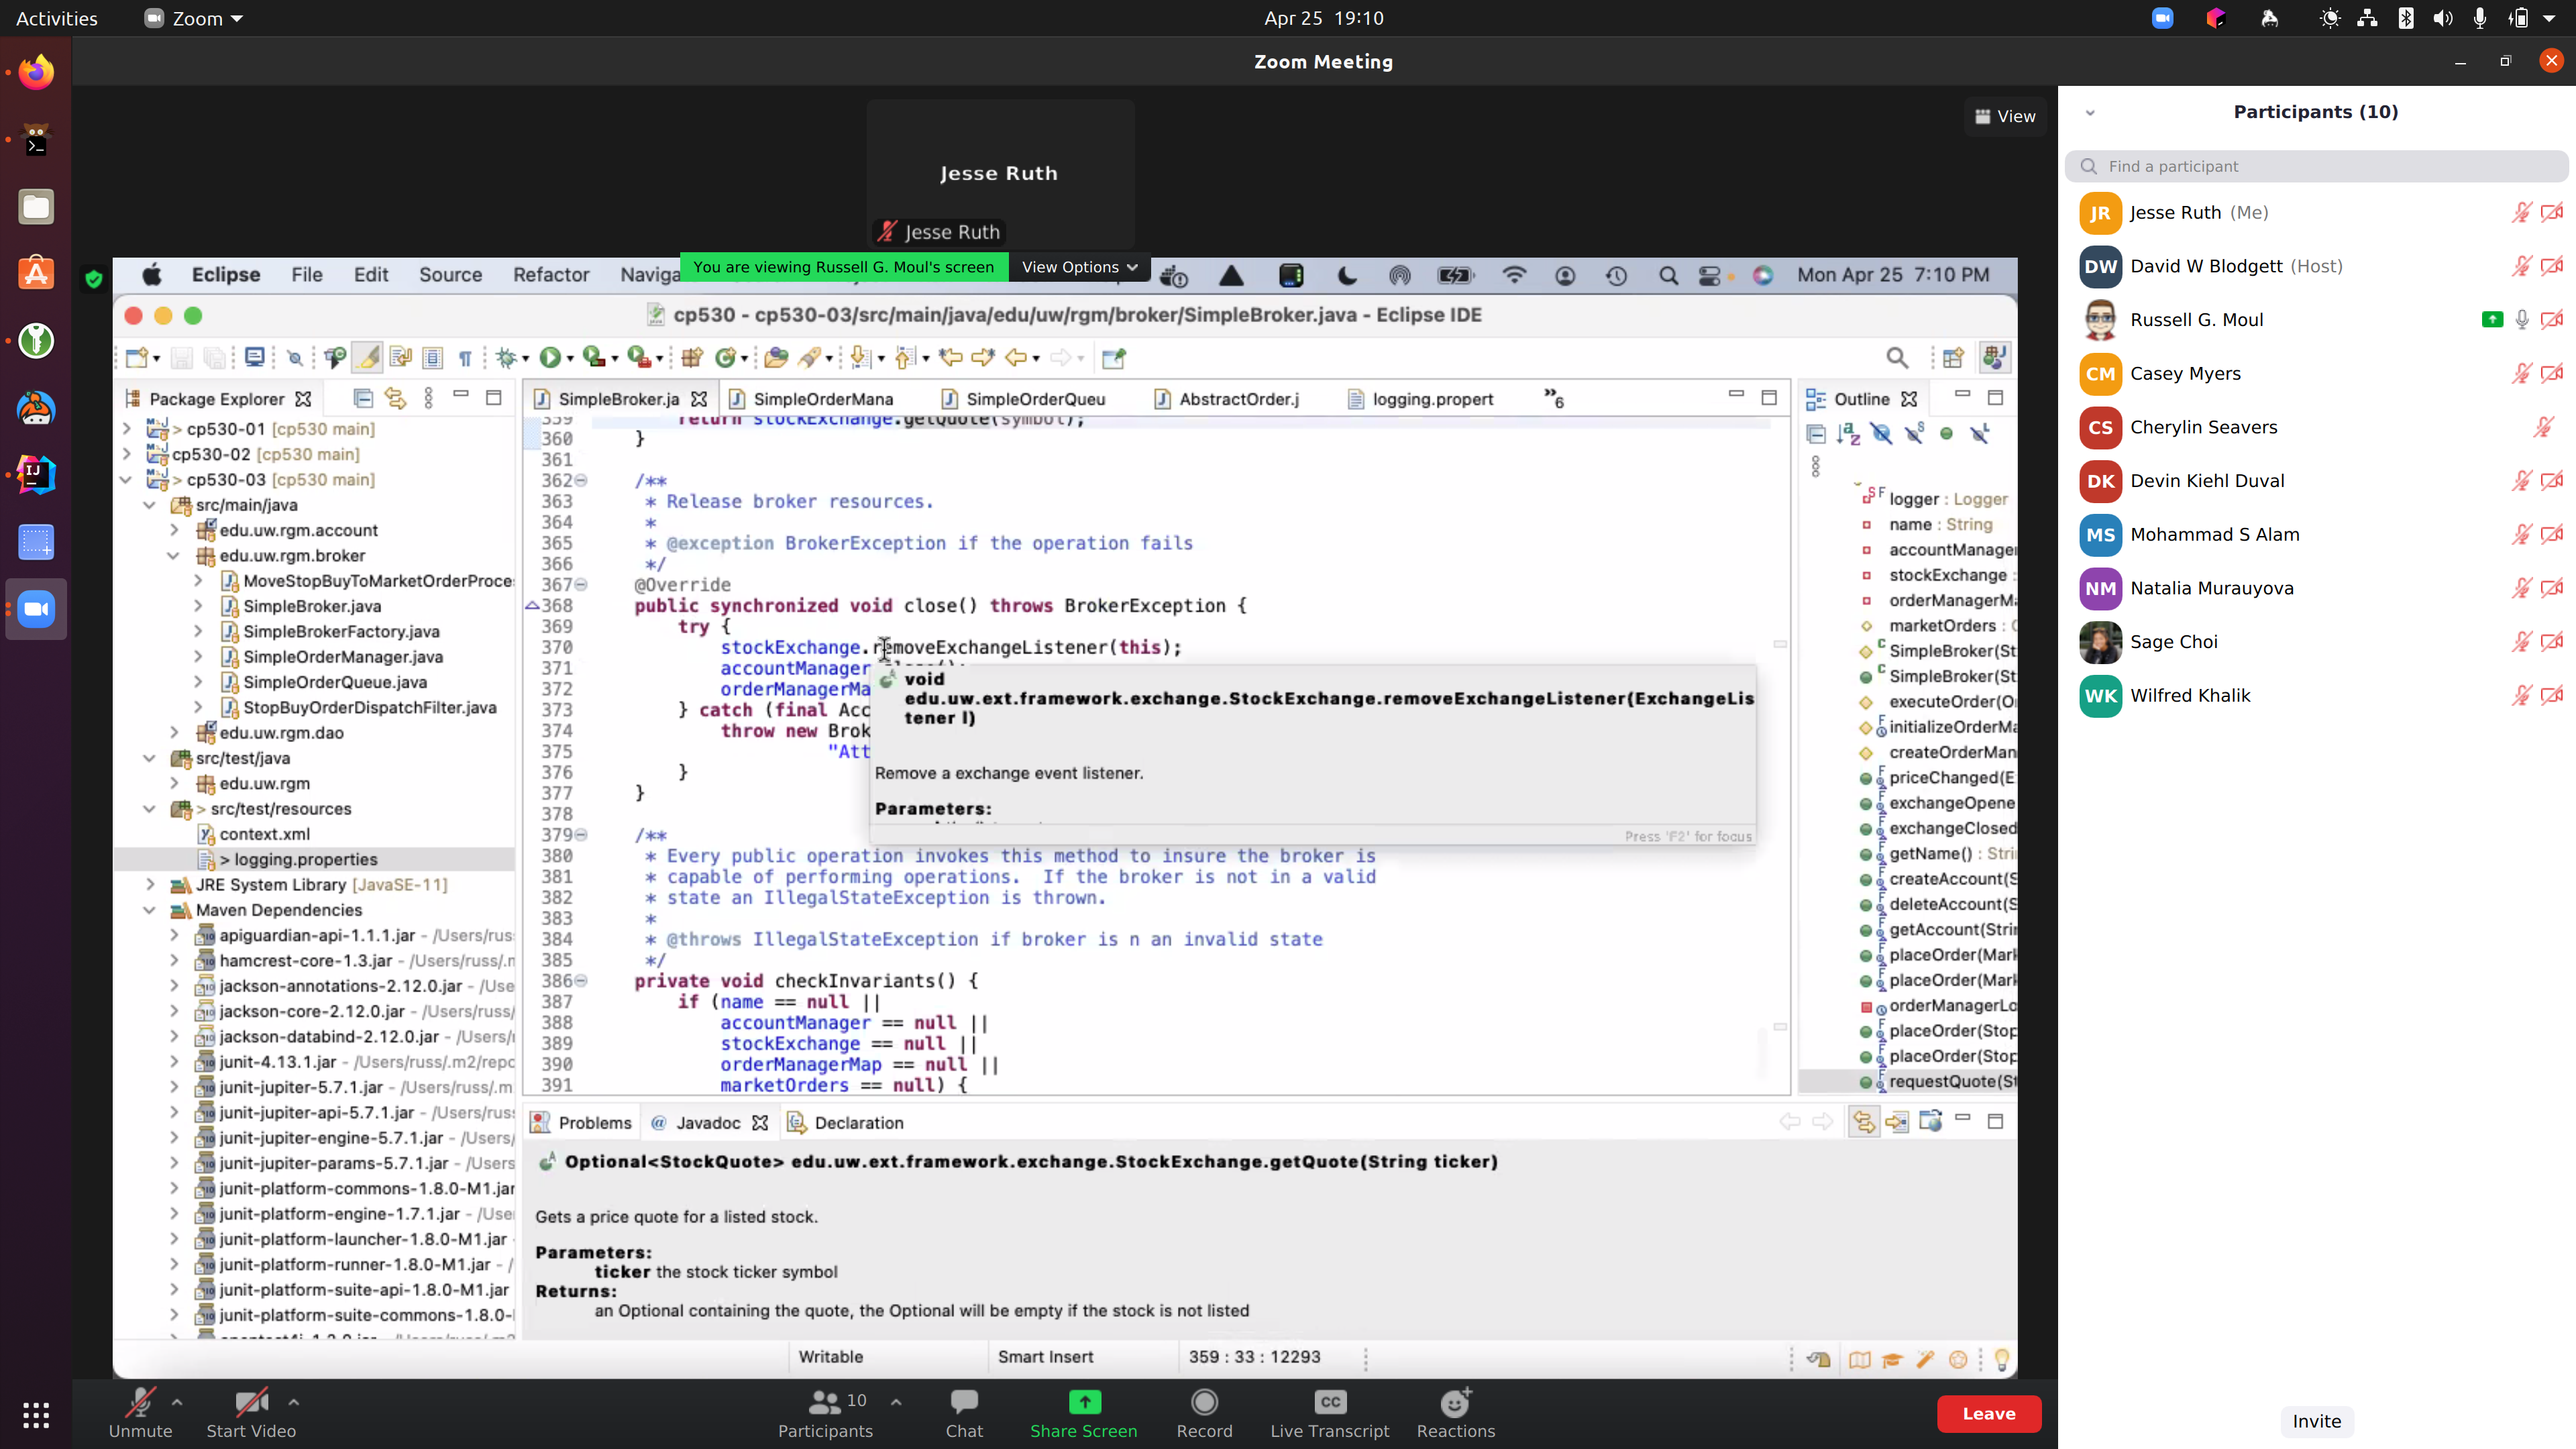 Activities
Zoom
Apr 25 19:10
Zoom Meeting
Jesse Ruth
Jesse Ruth
View
You are viewing Russell G. Moul's screen
View Options
Eclipse File Edit Source Refactor
Mon Apr 25 7:10 PM
cp530 - cp530-03/src/main/java/edu/uw/rgm/broker/SimpleBroker.java - Eclipse IDE
Package Explorer
> cp530-01 [cp530 main]
cp530-02 [cp530 main]
> cp530-03 [cp530 main]
src/main/java
edu.uw.rgm.account
edu.uw.rgm.broker
MoveStopBuyToMarketOrderProce
SimpleBroker.java
SimpleBrokerFactory.java
SimpleOrderManager.java
SimpleOrderQueue.java
StopBuyOrderDispatchFilter.java
edu.uw.rgm.dao
src/test/java
edu.uw.rgm
> src/test/resources
context.xml
> logging.properties
JRE System Library [JavaSE-11]
Maven Dependencies
apiguardian-api-1.1.1.jar - /Users/rus
hamcrest-core-1.3.jar - /Users/russ/.
jackson-annotations-2.12.0.jar - /Use
jackson-core-2.12.0.jar - /Users/russ/
jackson-databind-2.12.0.jar - /Users/
junit-4.13.1.jar - /Users/russ/.m2/repo
junit-jupiter-5.7.1.jar - /Users/russ/.m
junit-jupiter-api-5.7.1.jar - /Users/rus
junit-jupiter-engine-5.7.1.jar - /Users/
junit-jupiter-params-5.7.1.jar - /Users
junit-platform-commons-1.8.0-M1.jar
junit-platform-engine-1.7.1.jar - /Use
junit-platform-launcher-1.8.0-M1.jar
junit-platform-runner-1.8.0-M1.jar - /
junit-platform-suite-api-1.8.0-M1.jar
junit-platform-suite-commons-1.8.0-
SimpleBroker.ja
SimpleOrderMana
SimpleOrderQueu
AbstractOrder.j
logging.propert
»6
359 return stockExchange.getQuote(symbol);
360 }
361
362 /**
363 * Release broker resources.
364 *
365 * @exception BrokerException if the operation fails
366 */
367 @Override
368 public synchronized void close() throws BrokerException {
369 try {
370 stockExchange.removeExchangeListener(this);
371 accountManager
372 orderManagerMa
373 } catch (final Acc
374 throw new Brok
375 "Att
376 }
377 }
378
379 /**
380 * Every public operation invokes this method to insure the broker is
381 * capable of performing operations. If the broker is not in a valid
382 * state an IllegalStateException is thrown.
383 *
384 * @throws IllegalStateException if broker is n an invalid state
385 */
386 private void checkInvariants() {
387 if (name == null ||
388 accountManager == null ||
389 stockExchange == null ||
390 orderManagerMap == null ||
391 marketOrders == null) {
void
edu.uw.ext.framework.exchange.StockExchange.removeExchangeListener(ExchangeLis
tener l)
Remove a exchange event listener.
Parameters:
Press 'F2' for focus
Outline
logger : Logger
name : String
accountManager
stockExchange :
orderManagerMa
marketOrders :
SimpleBroker(St
SimpleBroker(St
executeOrder(O
initializeOrderMa
createOrderMan
priceChanged(E
exchangeOpene
exchangeClosed
getName() : Stri
createAccount(S
deleteAccount(S
getAccount(Strin
placeOrder(Mark
placeOrder(Mark
orderManagerLo
placeOrder(Stop
placeOrder(Stop
requestQuote(St
Problems
@ Javadoc
Declaration
Optional<StockQuote> edu.uw.ext.framework.exchange.StockExchange.getQuote(String ticker)
Gets a price quote for a listed stock.
Parameters:
ticker the stock ticker symbol
Returns:
an Optional containing the quote, the Optional will be empty if the stock is not listed
Writable
Smart Insert
359 : 33 : 12293
Participants (10)
Find a participant
JR Jesse Ruth (Me)
DW David W Blodgett (Host)
Russell G. Moul
CM Casey Myers
CS Cherylin Seavers
DK Devin Kiehl Duval
MS Mohammad S Alam
NM Natalia Murauyova
Sage Choi
WK Wilfred Khalik
Invite
Unmute
Start Video
10
Participants
Chat
Share Screen
Record
CC
Live Transcript
Reactions
Leave